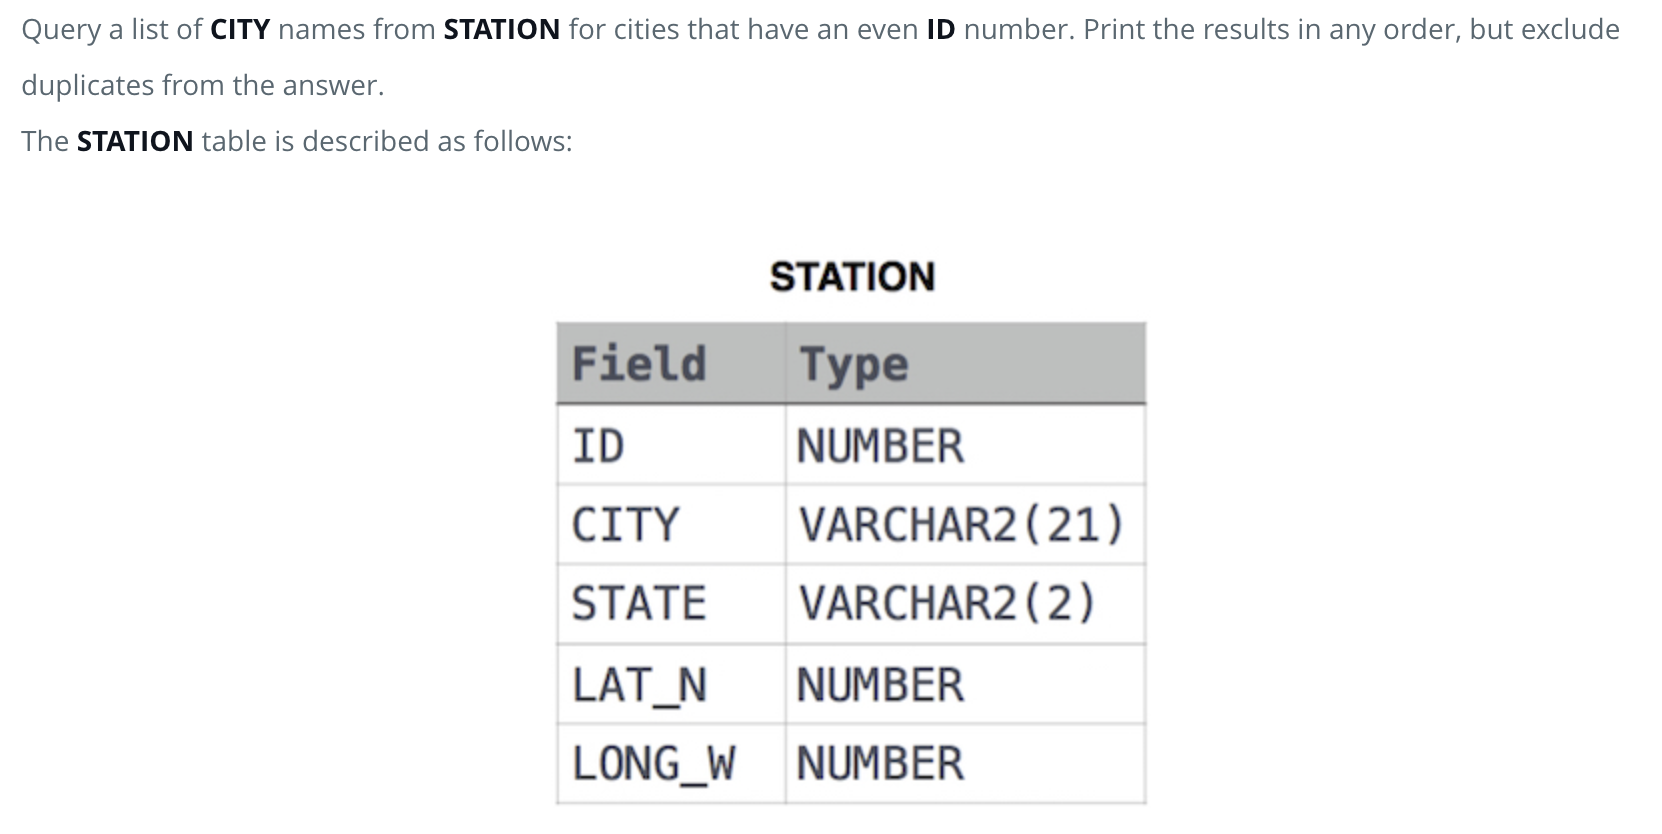 Query a list of CITY names from STATION for cities that have an even ID number. Print the results in any order, but exclude
duplicates from the answer.
The STATION table is described as follows:
STATION
Field Type
ID NUMBER
CITY VARCHAR2(21)
STATE VARCHAR2(2)
LAT_N NUMBER
LONG_W NUMBER